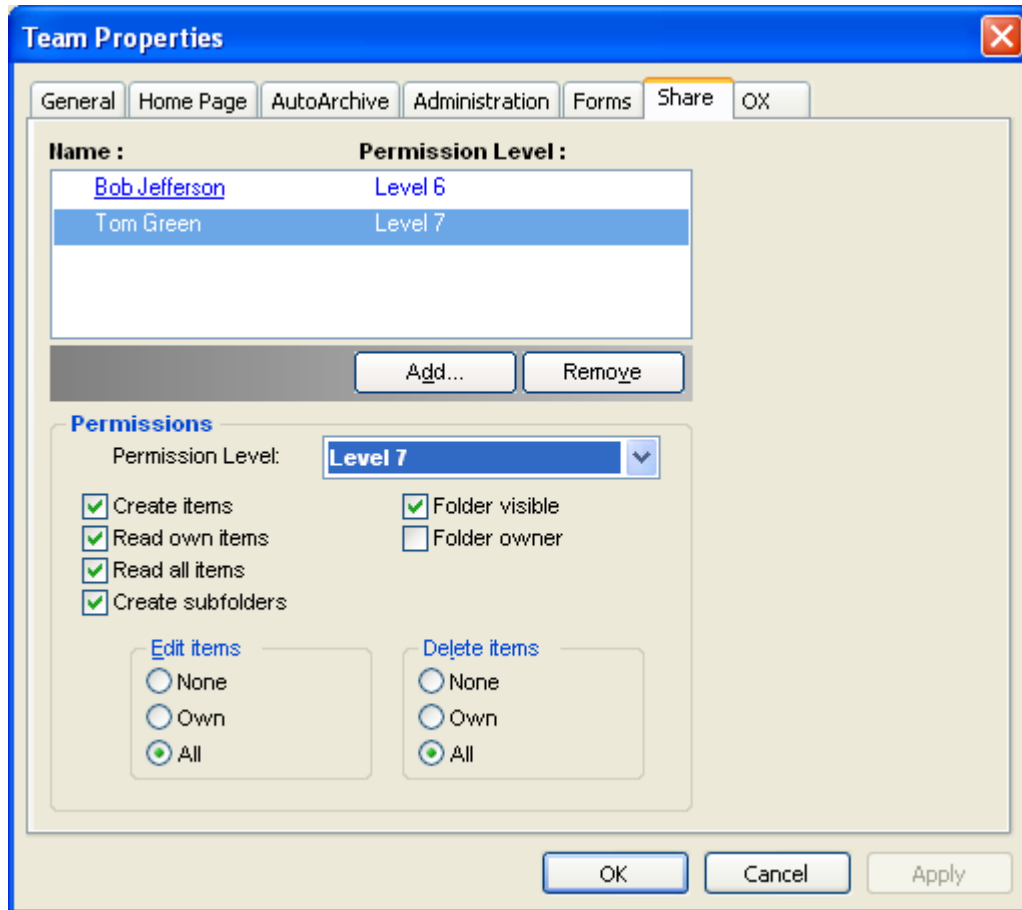 Team Properties
General Home Page AutoArchive Administration Forms Share OX
Name : Permission Level :
Bob Jefferson Level 6
Tom Green Level 7
Add... Remove
Permissions
Permission Level: Level 7
Create items Folder visible
Read own items Folder owner
Read all items
Create subfolders
Edit items Delete items
None None
Own Own
All All
OK Cancel Apply